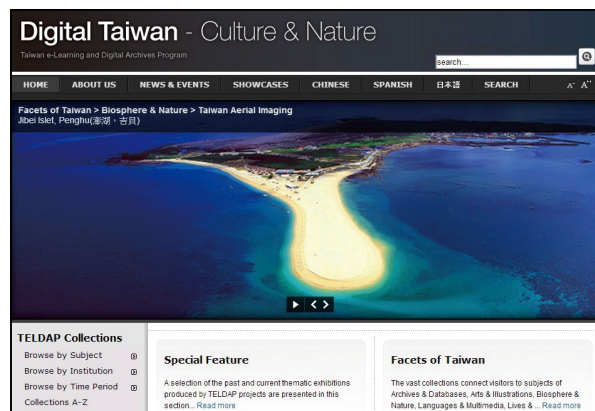 Digital Taiwan - Culture & Nature
Taiwan e-Learning and Digital Archives Program
search...
HOME ABOUT US NEWS & EVENTS SHOWCASES CHINESE SPANISH 日本語 SEARCH A- A+
Facets of Taiwan > Biosphere & Nature > Taiwan Aerial Imaging
Jibei Islet, Penghu(澎湖，吉貝)
TELDAP Collections
Browse by Subject
Browse by Institution
Browse by Time Period
Collections A-Z
Special Feature
A selection of the past and current thematic exhibitions
produced by TELDAP projects are presented in this
section... Read more
Facets of Taiwan
The vast collections connect visitors to subjects of
Archives & Databases, Arts & Illustrations, Biosphere &
Nature, Languages & Multimedia, Lives & ... Read more